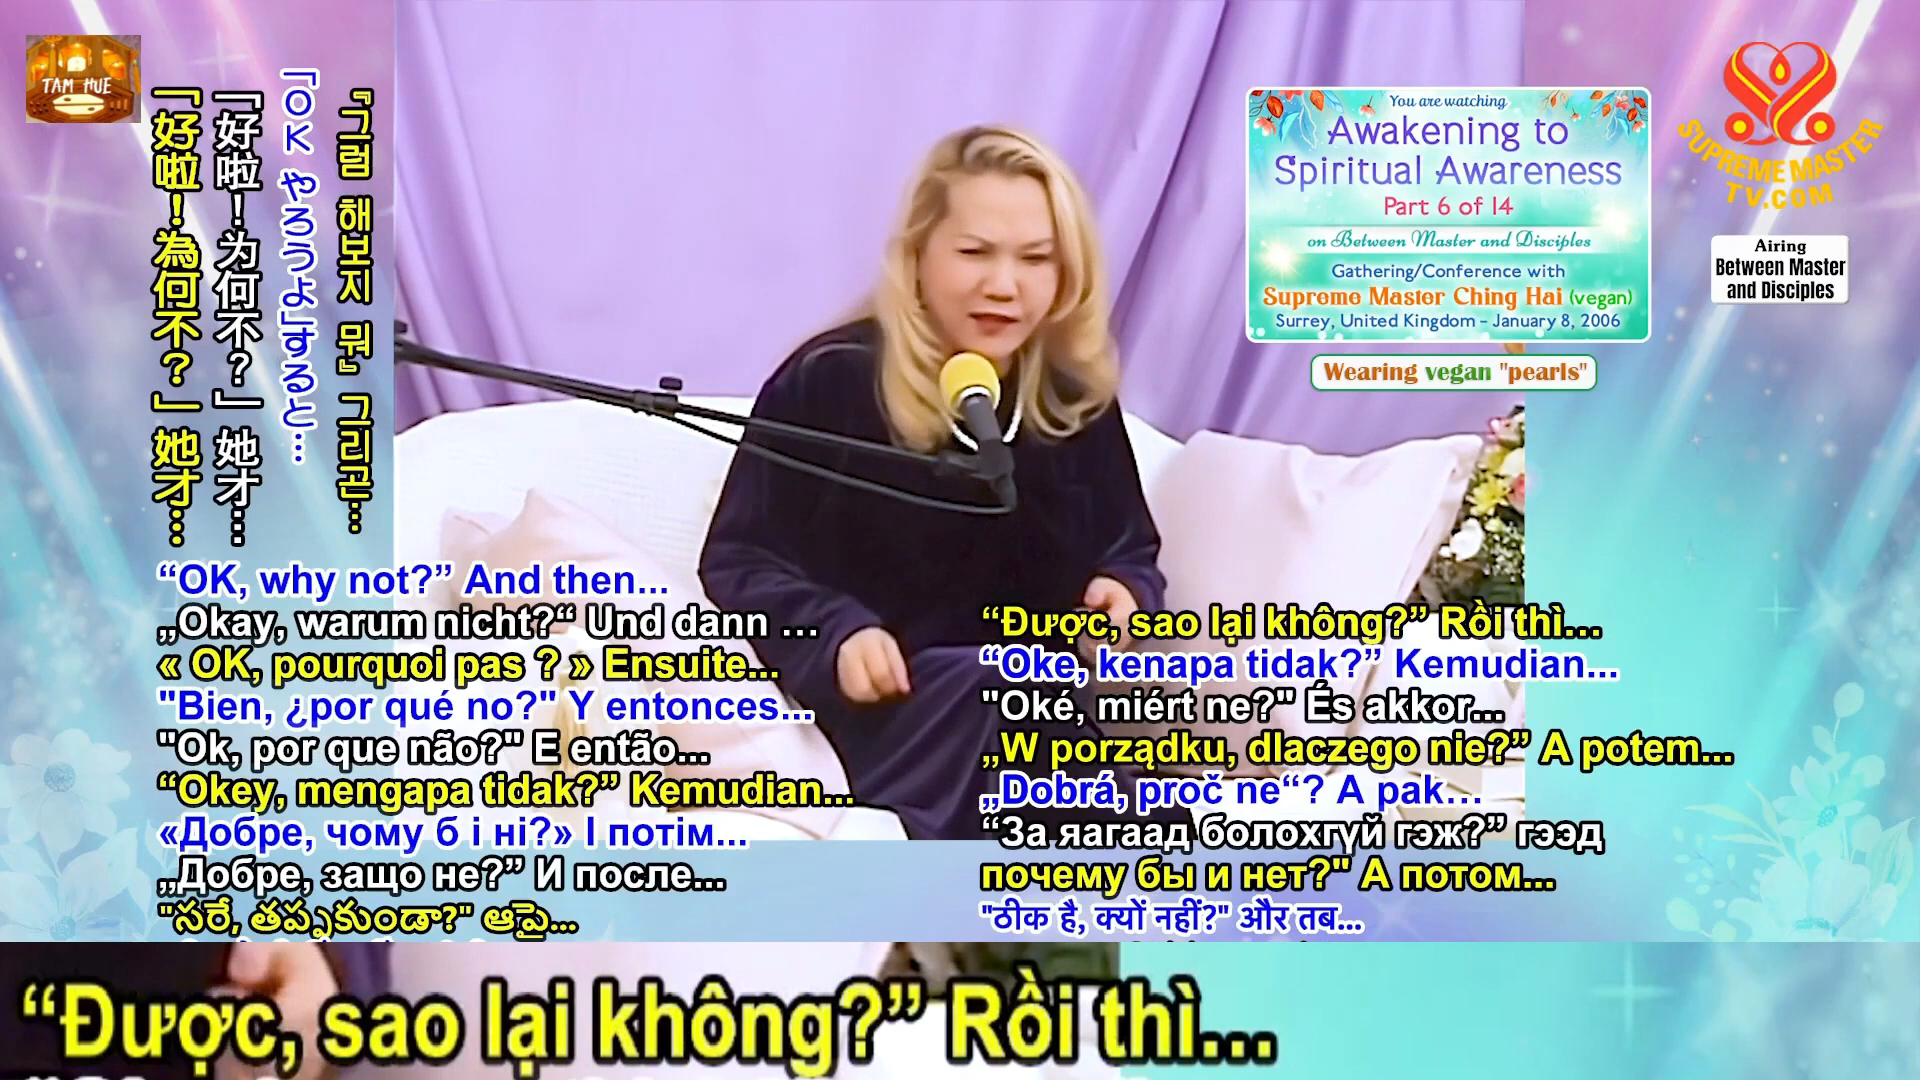 TAM HUE
「好啦！為何不？」她才…
「好啦！为何不？」她才…
「OK やろうよ」すると…
『그럼 해보지 뭐』 그리곤…
You are watching
Awakening to
Spiritual Awareness
Part 6 of 14
on Between Master and Disciples
Gathering/Conference with
Supreme Master Ching Hai (vegan)
Surrey, United Kingdom - January 8, 2006
Wearing vegan "pearls"
SUPREME MASTER
TV.COM
Airing
Between Master
and Disciples
“OK, why not?” And then...
„Okay, warum nicht?“ Und dann …
« OK, pourquoi pas ? » Ensuite...
"Bien, ¿por qué no?" Y entonces...
"Ok, por que não?" E então...
“Okey, mengapa tidak?” Kemudian...
«Добре, чому б і ні?» І потім...
„Добре, защо не?” И после...
"సరే, తప్పకుండా?" ఆపై...
“Được, sao lại không?” Rồi thì...
“Oke, kenapa tidak?” Kemudian...
"Oké, miért ne?" És akkor...
„W porządku, dlaczego nie?” A potem...
„Dobrá, proč ne“? A pak…
“За яагаад болохгүй гэж?” гээд
почему бы и нет?" А потом...
"ठीक है, क्यों नहीं?" और तब...
“Được, sao lại không?” Rồi thì...